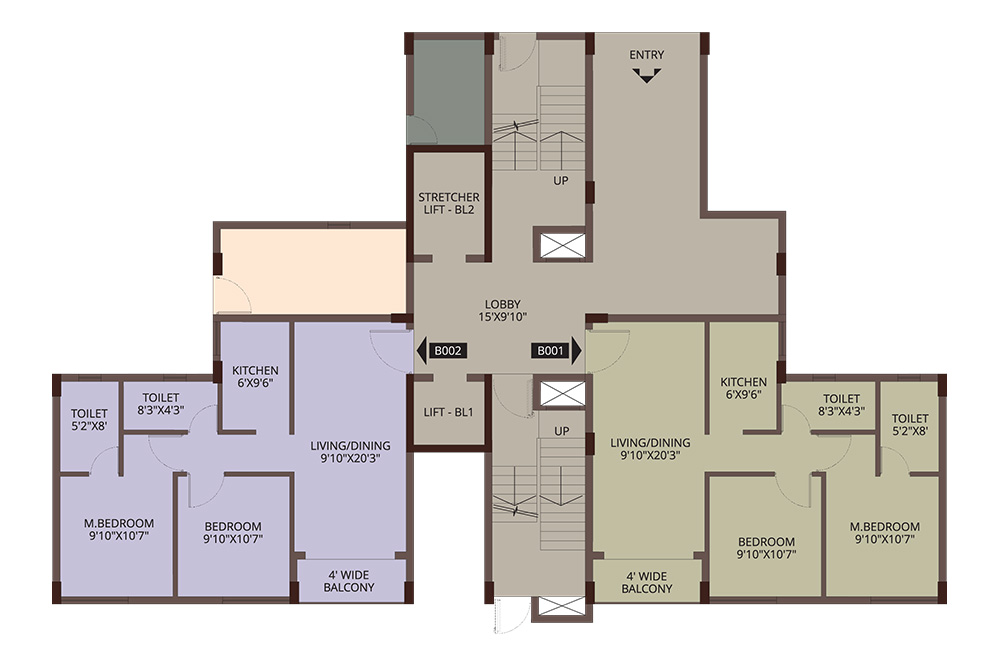 ENTRY
UP
STRETCHER
LIFT - BL2
LOBBY
15'X9'10"
B002
B001
KITCHEN
6'X9'6"
KITCHEN
6'X9'6"
TOILET
5'2"X8'
TOILET
8'3"X4'3"
LIFT - BL1
UP
TOILET
8'3"X4'3"
TOILET
5'2"X8'
LIVING/DINING
9'10"X20'3"
LIVING/DINING
9'10"X20'3"
M.BEDROOM
9'10"X10'7"
BEDROOM
9'10"X10'7"
BEDROOM
9'10"X10'7"
M.BEDROOM
9'10"X10'7"
4' WIDE
BALCONY
4' WIDE
BALCONY